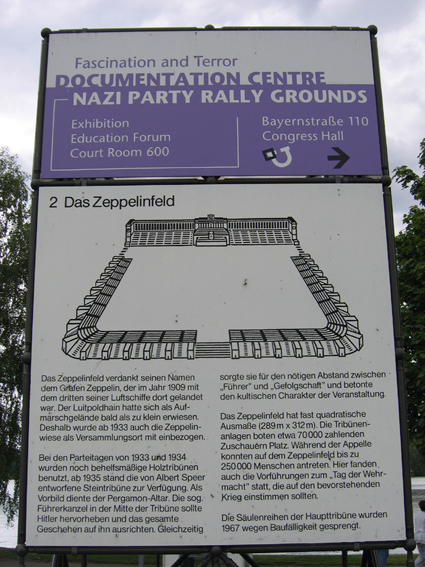 Fascination and Terror
DOCUMENTATION CENTRE
NAZI PARTY RALLY GROUNDS
Exhibition
Education Forum
Court Room 600
Bayernstraße 110
Congress Hall
2 Das Zeppelinfeld
Das Zeppelinfeld verdankt seinen Namen
dem Grafen Zeppelin, der im Jahr 1909 mit
dem dritten seiner Luftschiffe dort gelandet
war. Der Luitpoldhain hatte sich als Auf-
marschgelände bald als zu klein erwiesen.
Deshalb wurde ab 1933 auch die Zeppelin-
wiese als Versammlungsort mit einbezogen.
Bei den Parteitagen von 1933 und 1934
wurden noch behelfsmäßige Holztribünen
benutzt, ab 1935 stand die von Albert Speer
entworfene Steintribüne zur Verfügung. Als
Vorbild diente der Pergamon-Altar. Die sog.
Führerkanzel in der Mitte der Tribüne sollte
Hitler hervorheben und das gesamte
Geschehen auf ihn ausrichten. Gleichzeitig
sorgte sie für den nötigen Abstand zwischen
„Führer" und „Gefolgschaft" und betonte
den kultischen Charakter der Veranstaltung.
Das Zeppelinfeld hat fast quadratische
Ausmaße (289 m x 312 m). Die Tribünen-
anlagen boten etwa 70 000 zahlenden
Zuschauern Platz. Während der Appelle
konnten auf dem Zeppelinfeld bis zu
250 000 Menschen antreten. Hier fanden
auch die Vorführungen zum „Tag der Wehr-
macht" statt, die auf den bevorstehenden
Krieg einstimmen sollten.
Die Säulenreihen der Haupttribüne wurden
1967 wegen Baufälligkeit gesprengt.